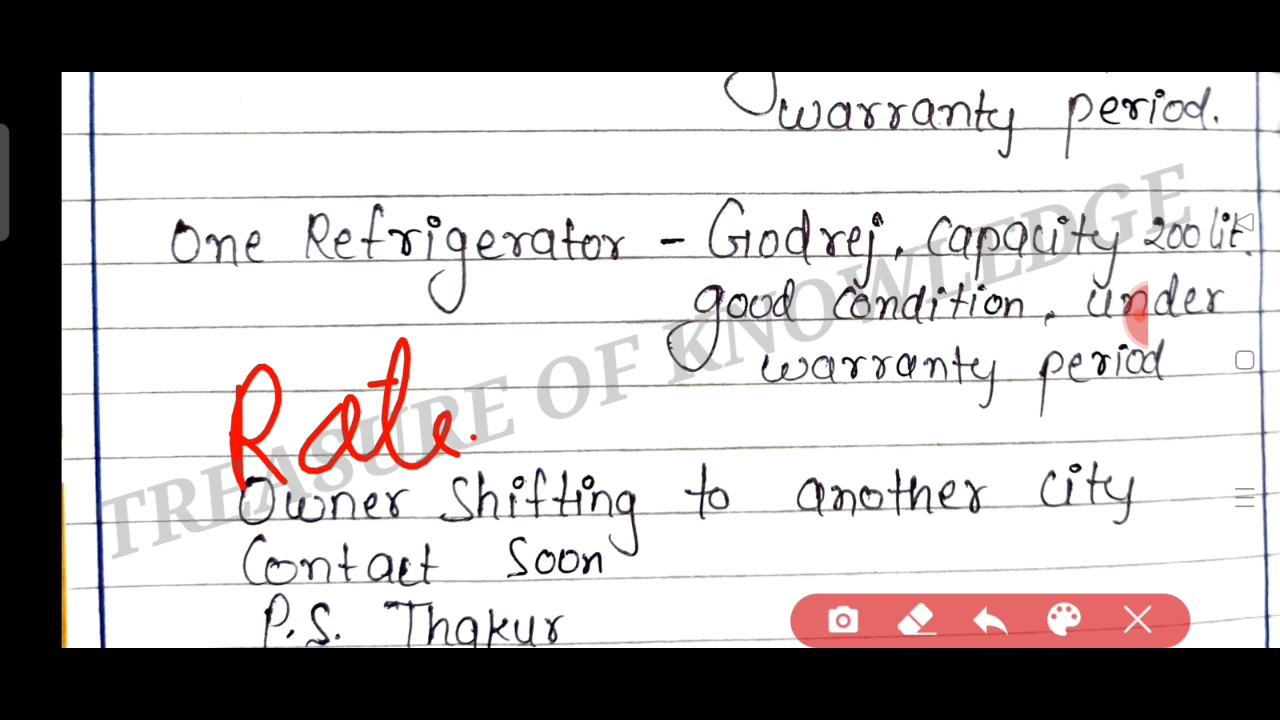 warranty period.
One Refrigerator - Godrej, Capacity 200 lit.
good condition, under
warranty period
Rate.
Owner shifting to another city
Contact soon
P.S. Thakur
TREASURE OF KNOWLEDGE